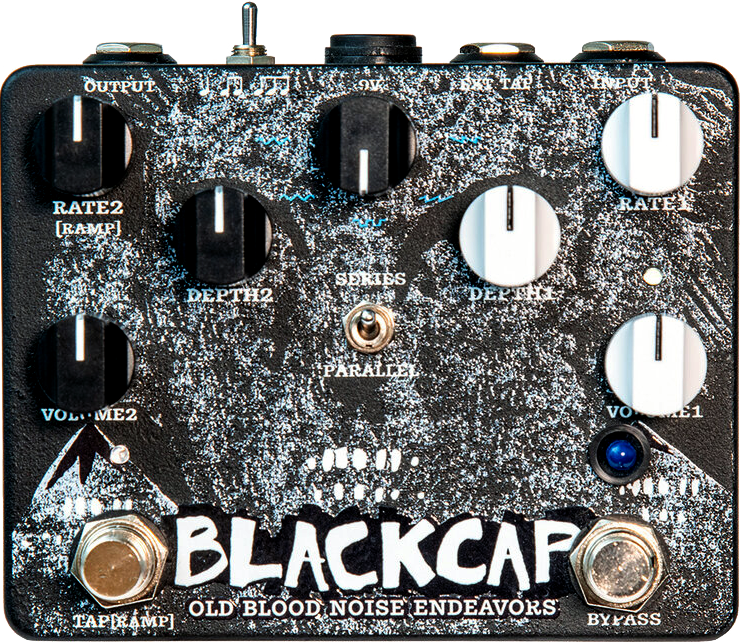 OUTPUT
9V
EXT TAP
INPUT
RATE2
[RAMP]
RATE1
DEPTH2
DEPTH1
SERIES
PARALLEL
VOLUME2
VOLUME1
BLACKCAP
OLD BLOOD NOISE ENDEAVORS
TAP[RAMP]
BYPASS